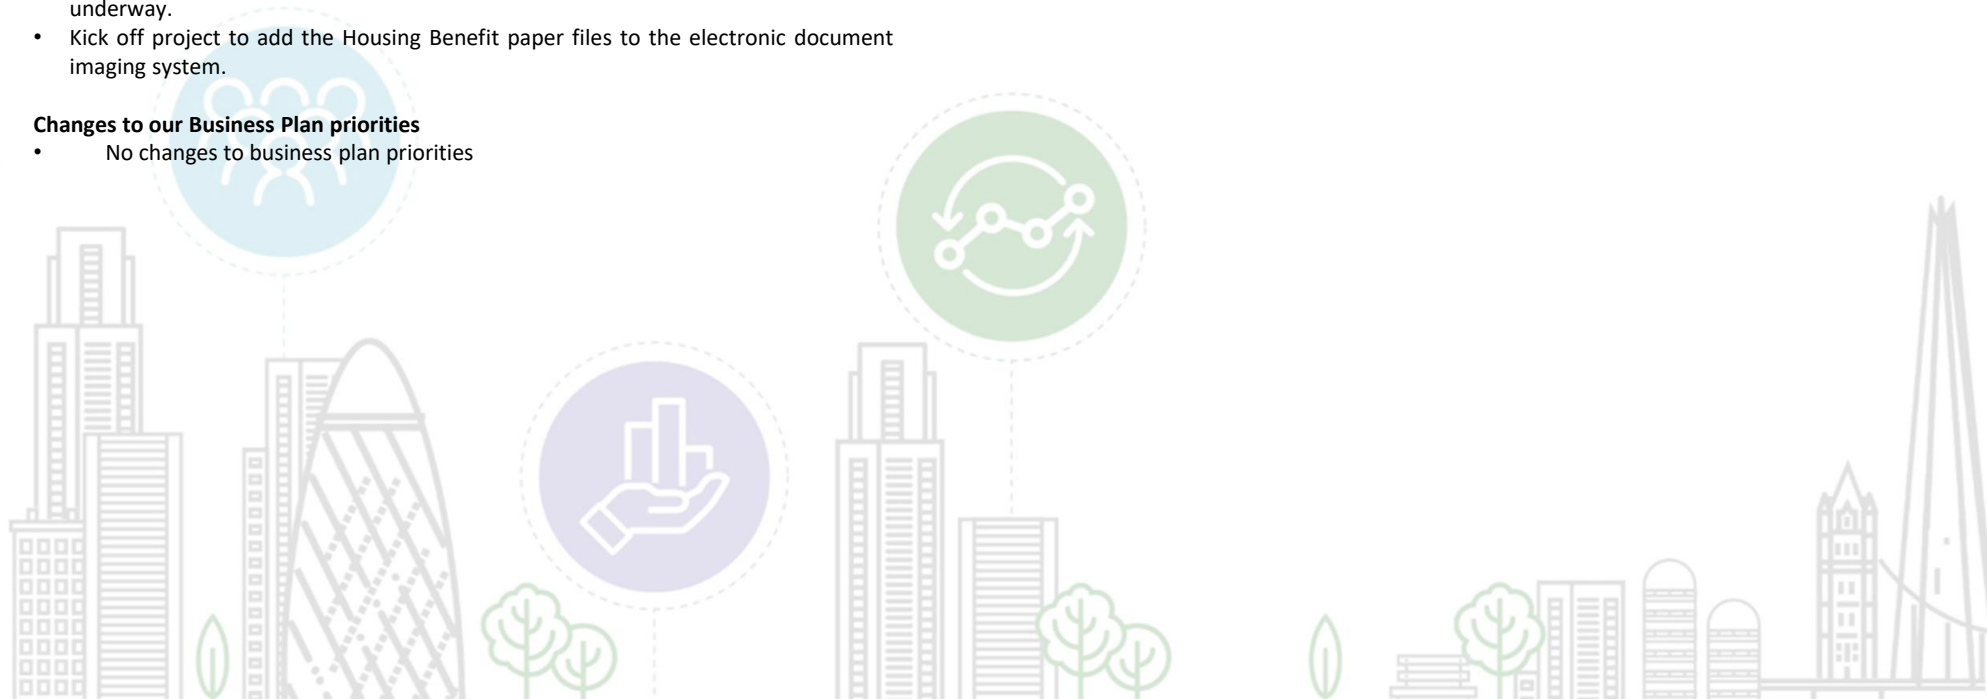 underway.
• Kick off project to add the Housing Benefit paper files to the electronic document
imaging system.
Changes to our Business Plan priorities
• No changes to business plan priorities